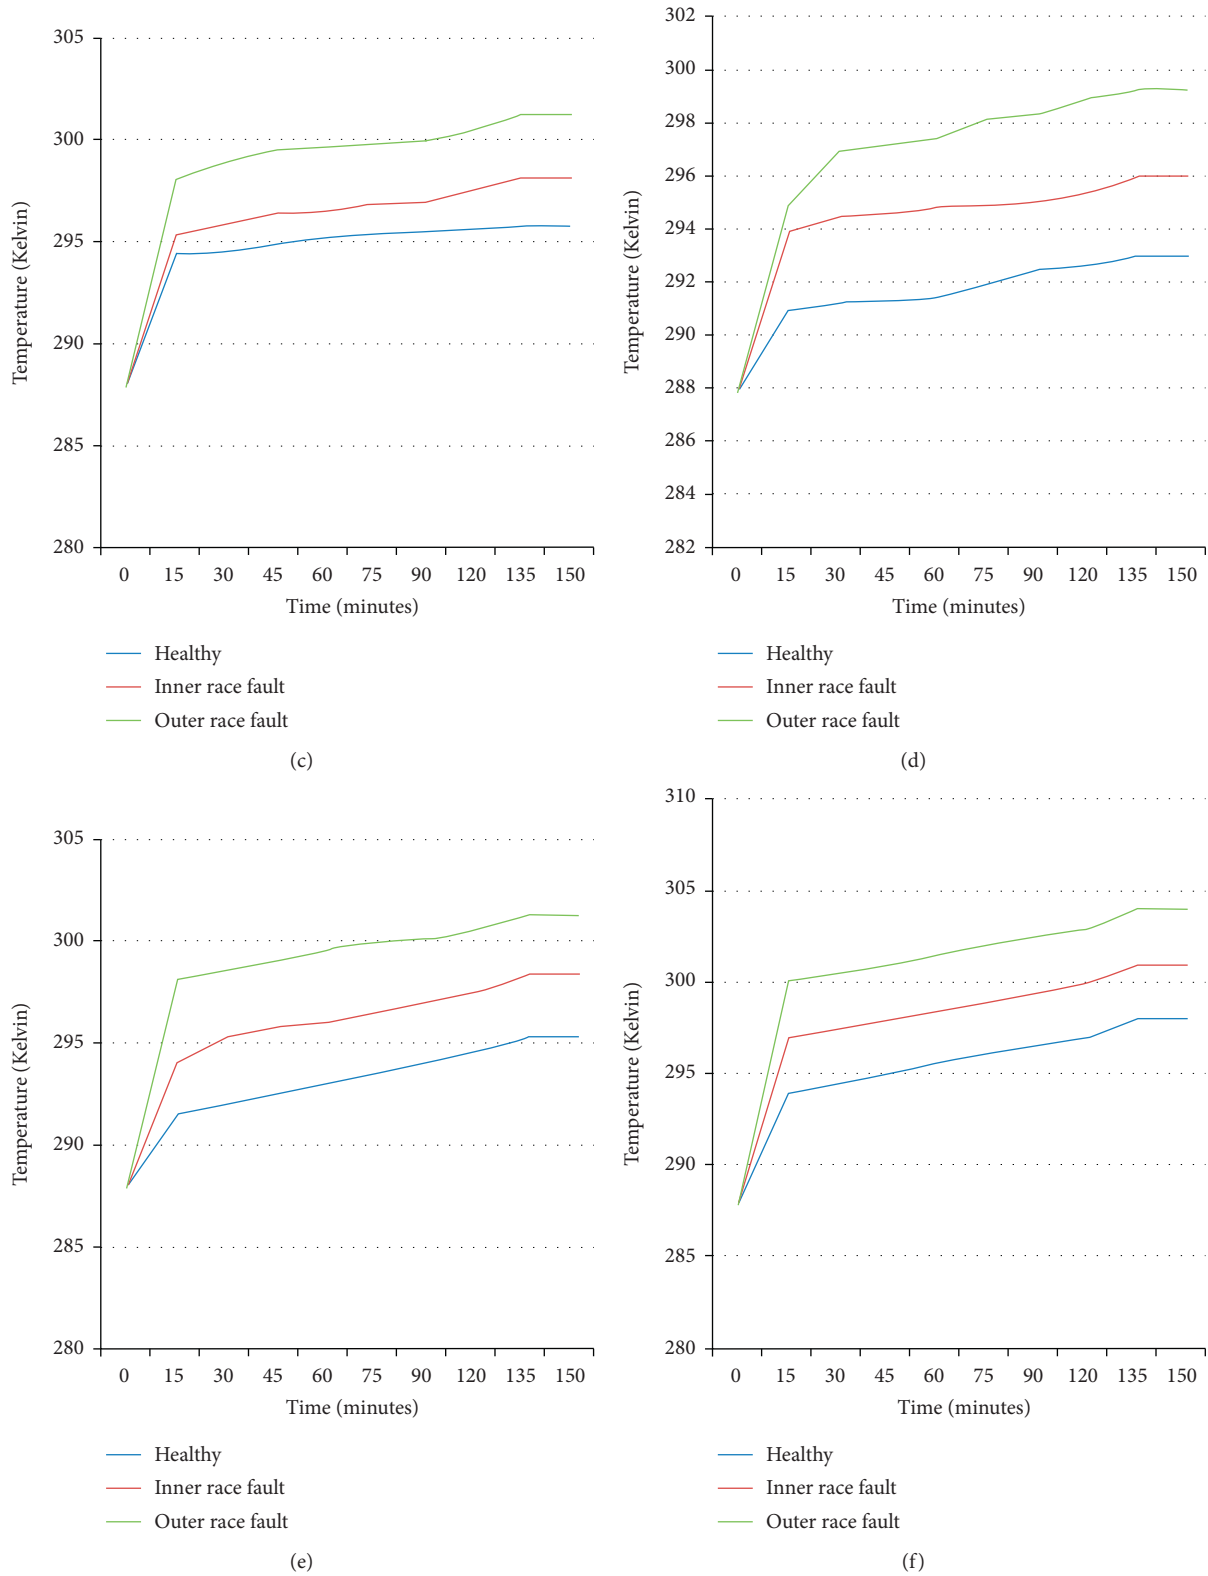 305
300
295
290
285
280
Temperature (Kelvin)
0 15 30 45 60 75 90 120 135 150
Time (minutes)
Healthy
Inner race fault
Outer race fault
(c)
302
300
298
296
294
292
290
288
286
284
282
Temperature (Kelvin)
0 15 30 45 60 75 90 120 135 150
Time (minutes)
Healthy
Inner race fault
Outer race fault
(d)
305
300
295
290
285
280
Temperature (Kelvin)
0 15 30 45 60 75 90 120 135 150
Time (minutes)
Healthy
Inner race fault
Outer race fault
(e)
310
305
300
295
290
285
280
Temperature (Kelvin)
0 15 30 45 60 75 90 120 135 150
Time (minutes)
Healthy
Inner race fault
Outer race fault
(f)